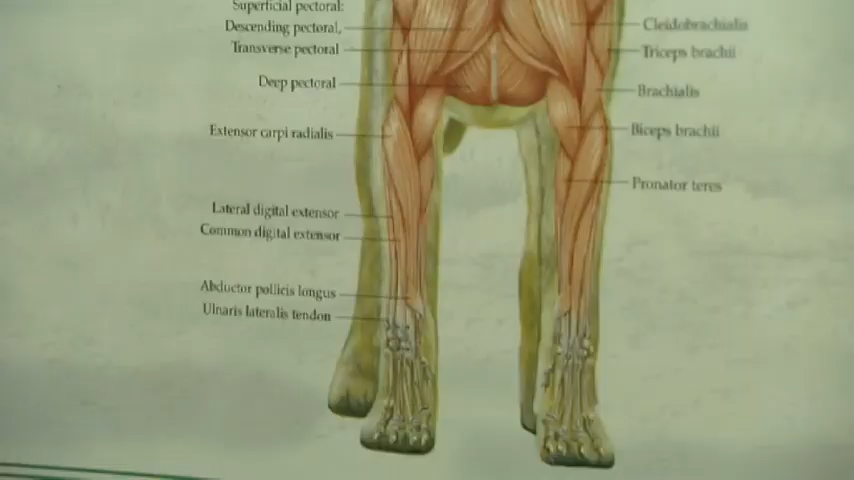 Superficial pectoral:
Descending pectoral,
Transverse pectoral
Deep pectoral
Extensor carpi radialis
Lateral digital extensor
Common digital extensor
Abductor pollicis longus
Ulnaris lateralis tendon
Cleidobrachialis
Triceps brachii
Brachialis
Biceps brachii
Pronator teres